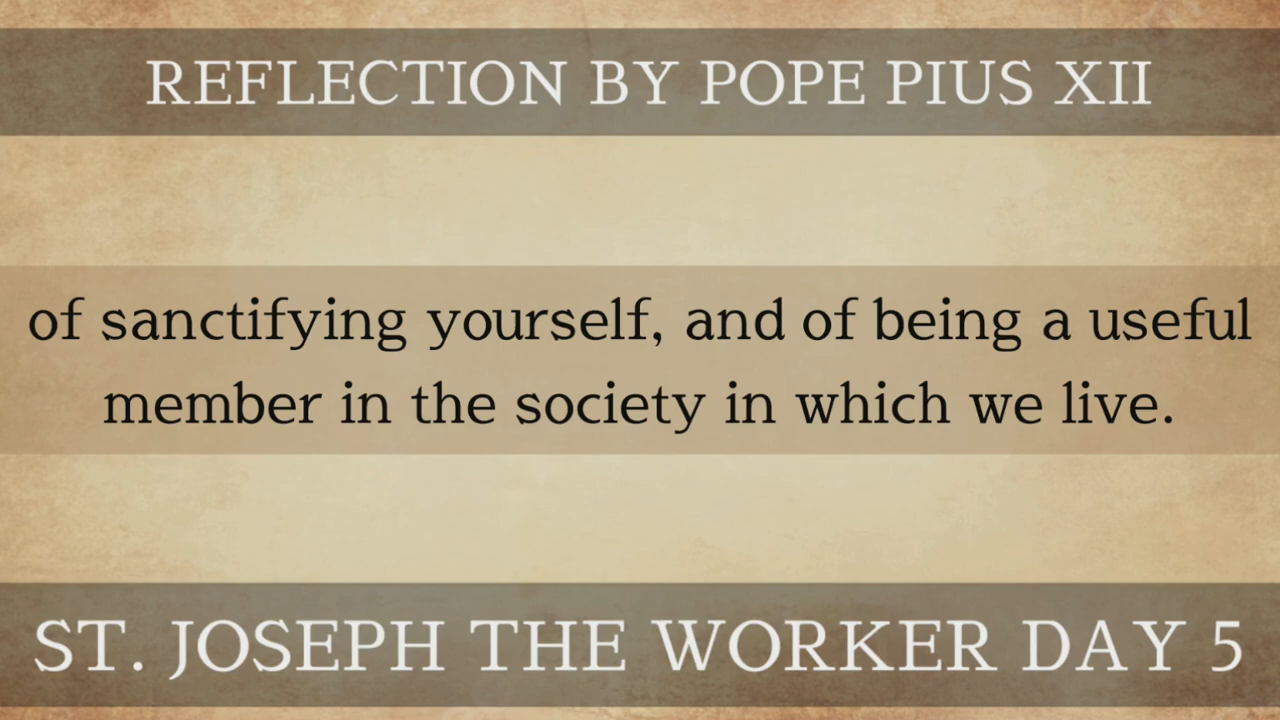 REFLECTION BY POPE PIUS XII
of sanctifying yourself, and of being a useful
member in the society in which we live.
ST. JOSEPH THE WORKER DAY 5